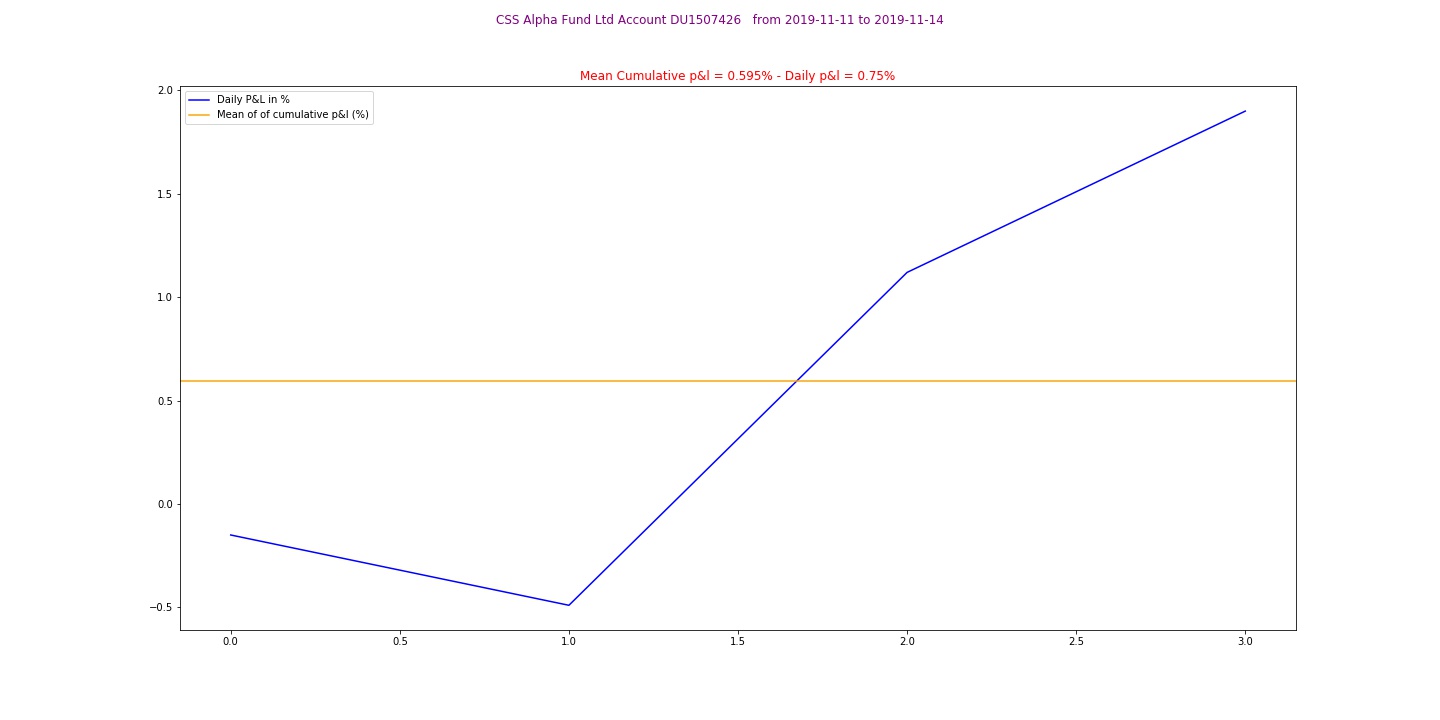 CSS Alpha Fund Ltd Account DU1507426   from 2019-11-11 to 2019-11-14
Mean Cumulative p&l = 0.595% - Daily p&l = 0.75%
Daily P&L in %
Mean of of cumulative p&l (%)
2.0
1.5
1.0
0.5
0.0
−0.5
0.0 0.5 1.0 1.5 2.0 2.5 3.0